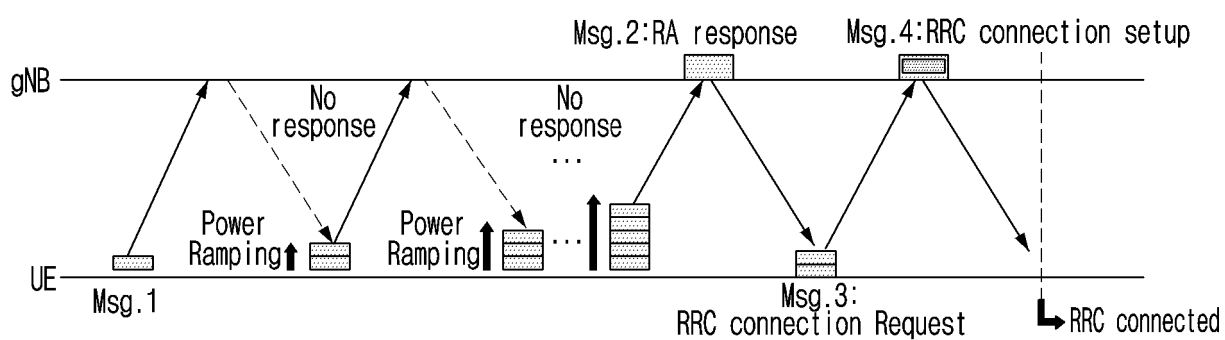 Msg.2:RA response
Msg.4:RRC connection setup
gNB
No
response
No
response
...
Power
Ramping
Power
Ramping
...
UE
Msg.1
Msg.3:
RRC connection Request
RRC connected